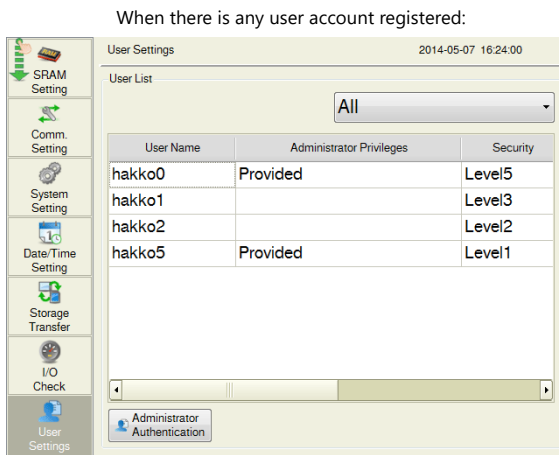 When there is any user account registered:
User Settings 2014-05-07 16:24:00
SRAM
Setting
Comm.
Setting
System
Setting
Date/Time
Setting
Storage
Transfer
I/O
Check
User
Settings
User List
All
User Name Administrator Privileges Security
hakko0 Provided Level5
hakko1 Level3
hakko2 Level2
hakko5 Provided Level1
Administrator
Authentication